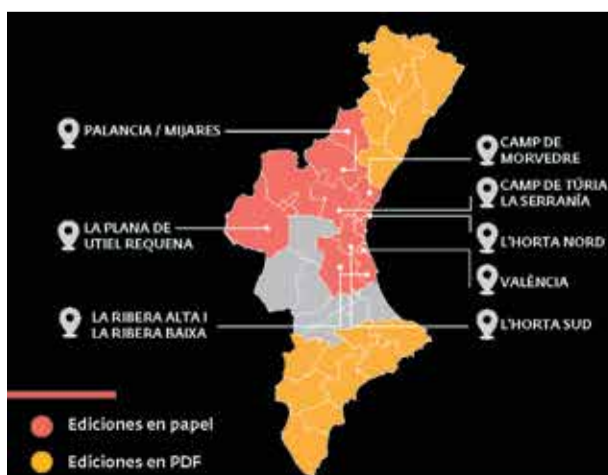 PALANCIA / MIJARES
LA PLANA DE
UTIEL REQUENA
LA RIBERA ALTA I
LA RIBERA BAIXA
CAMP DE
MORVEDRE
CAMP DE TÚRIA
LA SERRANÍA
L'HORTA NORD
VALÈNCIA
L'HORTA SUD
Ediciones en papel
Ediciones en PDF